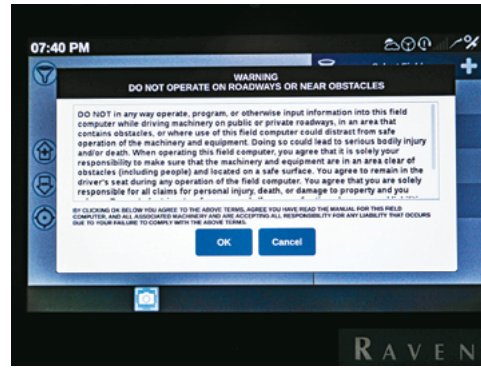 07:40 PM
WARNING
DO NOT OPERATE ON ROADWAYS OR NEAR OBSTACLES
DO NOT in any way operate, program, or otherwise input information into this field
computer while driving machinery on public or private roadways, in an area that
contains obstacles, or where use of this field computer could distract from safe
operation of the machinery and equipment. Doing so could lead to serious bodily injury
and/or death. When operating this field computer, you agree that it is solely your
responsibility to make sure that the machinery and equipment are in an area clear of
obstacles (including people) and located on a safe surface. You agree to remain in the
driver's seat during any operation of the field computer. You agree that you are solely
responsible for all claims for personal injury, death, or damage to property and you
BY CLICKING OK BELOW YOU AGREE TO THE ABOVE TERMS, AGREE YOU HAVE READ THE MANUAL FOR THIS FIELD
COMPUTER, AND ALL ASSOCIATED MACHINERY AND ARE ACCEPTING ALL RESPONSIBILITY FOR ANY LIABILITY THAT OCCURS
DUE TO YOUR FAILURE TO COMPLY WITH THE ABOVE TERMS.
OK Cancel
RAVEN